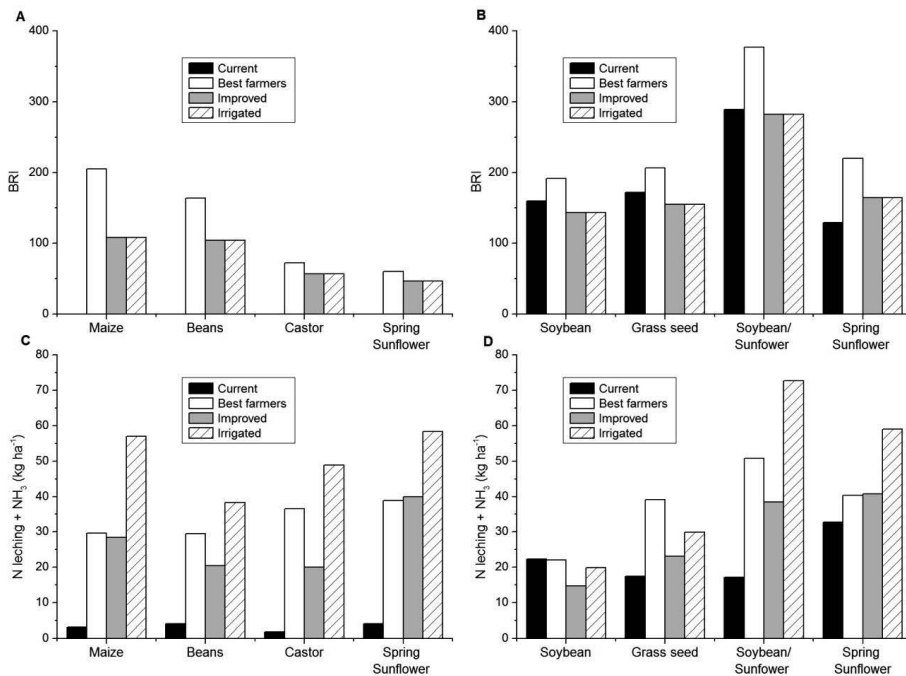 A
400
300
200
100
0
BRI
Current
Best farmers
Improved
Irrigated
Maize
Beans
Castor
Spring
Sunflower
B
400
300
200
100
0
BRI
Current
Best farmers
Improved
Irrigated
Soybean
Grass seed
Soybean/
Sunfower
Spring
Sunflower
C
80
70
60
50
40
30
20
10
0
N leching + NH₃ (kg ha⁻¹)
Current
Best farmers
Improved
Irrigated
Maize
Beans
Castor
Spring
Sunflower
D
80
70
60
50
40
30
20
10
0
N leching + NH₃ (kg ha⁻¹)
Current
Best farmers
Improved
Irrigated
Soybean
Grass seed
Soybean/
Sunfower
Spring
Sunflower